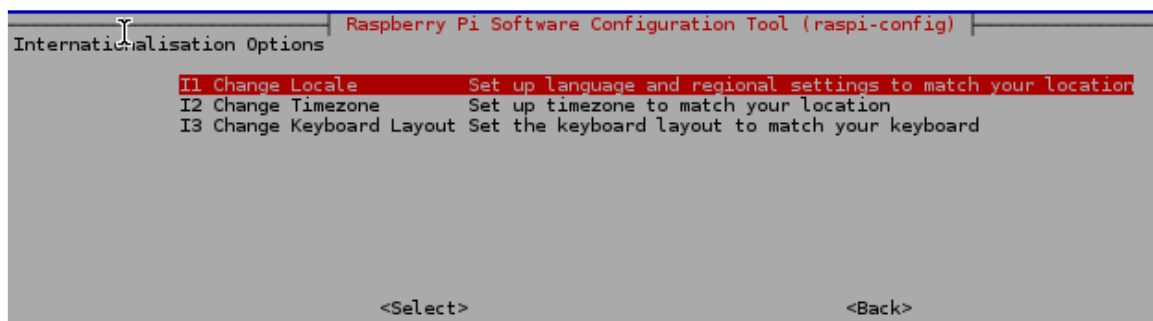 Raspberry Pi Software Configuration Tool (raspi-config)
Internationalisation Options
I1 Change Locale Set up language and regional settings to match your location
I2 Change Timezone Set up timezone to match your location
I3 Change Keyboard Layout Set the keyboard layout to match your keyboard
<Select> <Back>